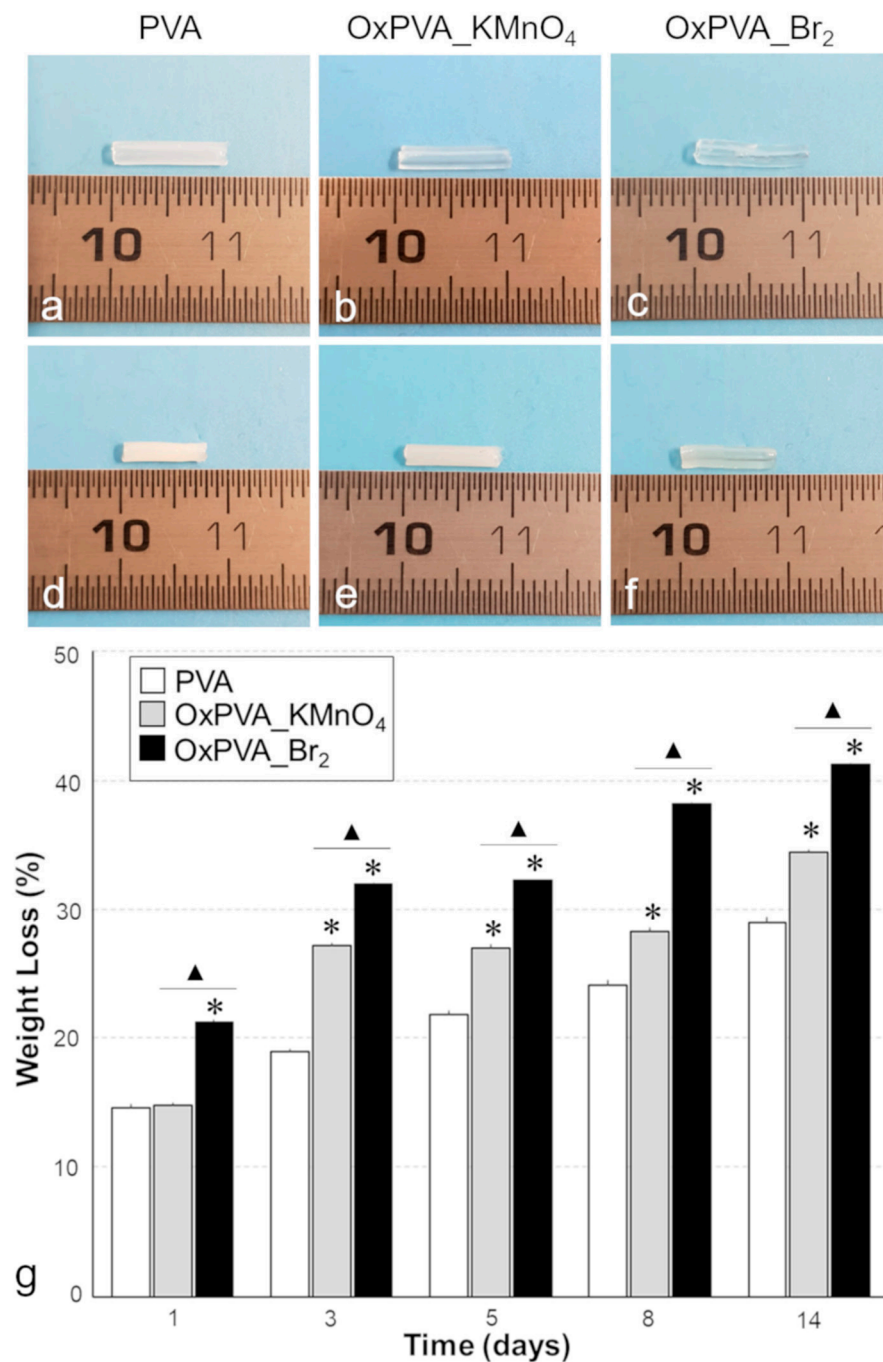 PVA OxPVA_KMnO₄ OxPVA_Br₂
10 11 10 11 10 11
a b c
10 11 10 11 10 11
d e f
50
PVA
OxPVA_KMnO₄
OxPVA_Br₂
40
30
20
10
0
Weight Loss (%)
▲ ▲ ▲ ▲ ▲
* * * * * * * * *
g
1 3 5 8 14
Time (days)